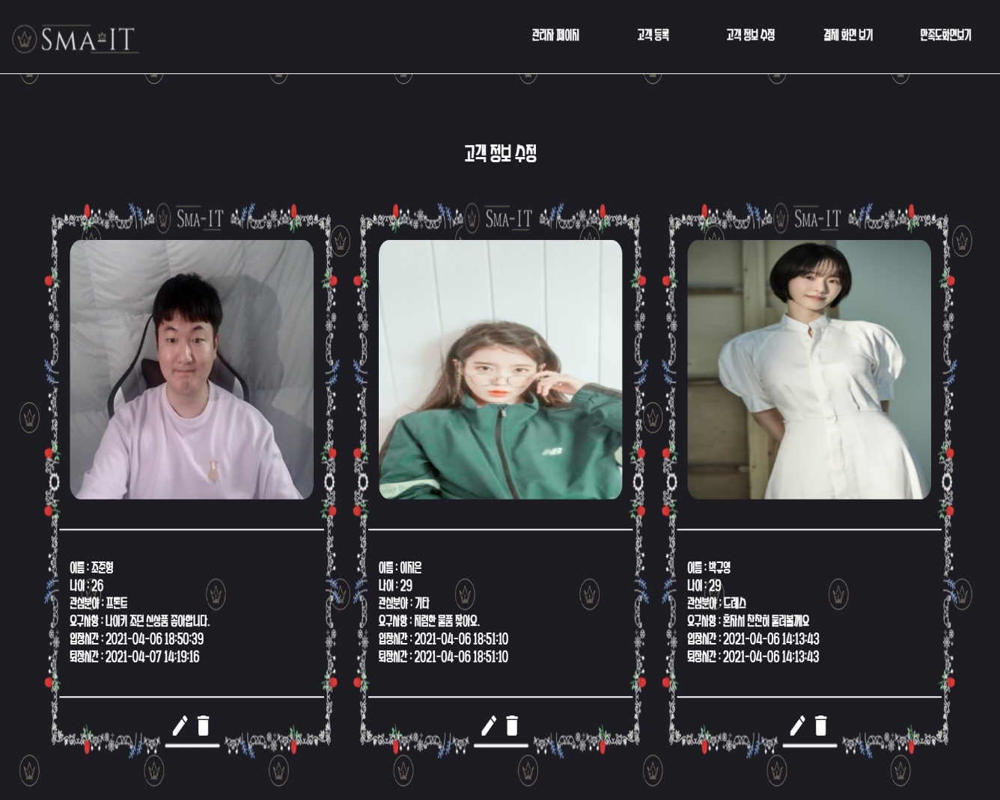 SMA-IT
관리자 페이지
고객 등록
고객 정보 수정
결제 화면 보기
만족도화면보기
고객 정보 수정
SMA-IT
이름 : 조준형
나이 : 26
관심분야 : 프론트
요구사항 : 나이키 조던 신상품 좋아합니다.
입장시간 : 2021-04-06 18:50:39
퇴장시간 : 2021-04-07 14:19:16
SMA-IT
이름 : 이지은
나이 : 29
관심분야 : 기타
요구사항 : 저렴한 물품 찾아요.
입장시간 : 2021-04-06 18:51:10
퇴장시간 : 2021-04-06 18:51:10
SMA-IT
이름 : 박규영
나이 : 29
관심분야 : 드레스
요구사항 : 혼자서 찬찬히 둘러볼께요
입장시간 : 2021-04-06 14:13:43
퇴장시간 : 2021-04-06 14:13:43